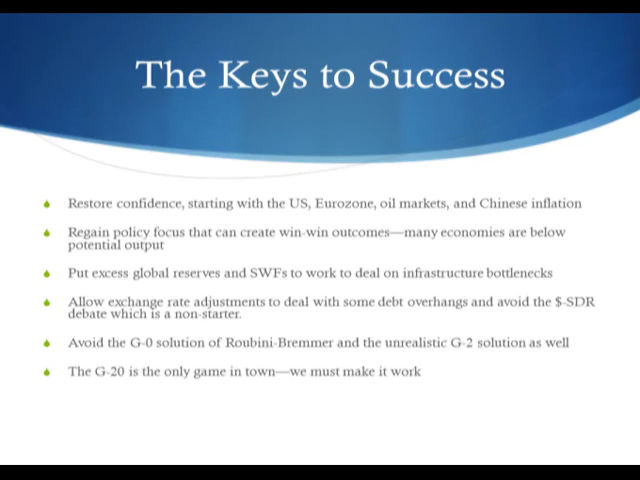 The Keys to Success
Restore confidence, starting with the US, Eurozone, oil markets, and Chinese inflation
Regain policy focus that can create win-win outcomes—many economies are below
potential output
Put excess global reserves and SWFs to work to deal on infrastructure bottlenecks
Allow exchange rate adjustments to deal with some debt overhangs and avoid the $-SDR
debate which is a non-starter.
Avoid the G-0 solution of Roubini-Bremmer and the unrealistic G-2 solution as well
The G-20 is the only game in town—we must make it work